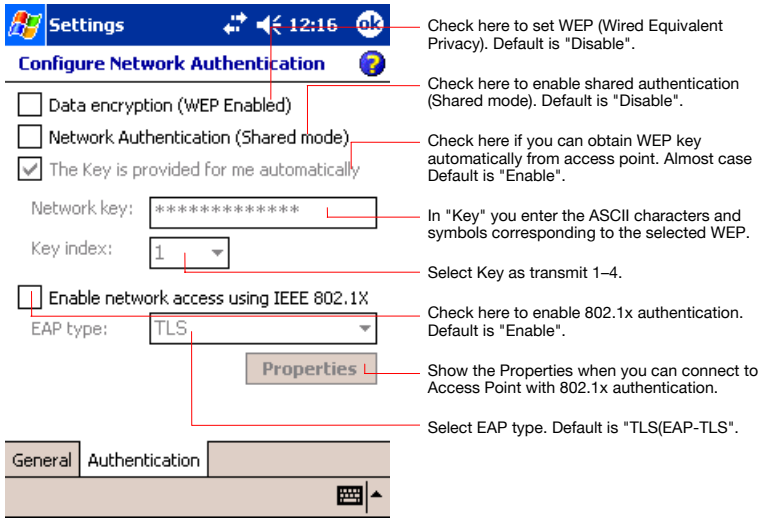 Settings 12:16 ok
Configure Network Authentication ?
Data encryption (WEP Enabled)
Network Authentication (Shared mode)
The Key is provided for me automatically
Network key: *************
Key index: 1
Enable network access using IEEE 802.1X
EAP type: TLS
Properties
General Authentication
Check here to set WEP (Wired Equivalent
Privacy). Default is "Disable".
Check here to enable shared authentication
(Shared mode). Default is "Disable".
Check here if you can obtain WEP key
automatically from access point. Almost case
Default is "Enable".
In "Key" you enter the ASCII characters and
symbols corresponding to the selected WEP.
Select Key as transmit 1–4.
Check here to enable 802.1x authentication.
Default is "Enable".
Show the Properties when you can connect to
Access Point with 802.1x authentication.
Select EAP type. Default is "TLS(EAP-TLS".